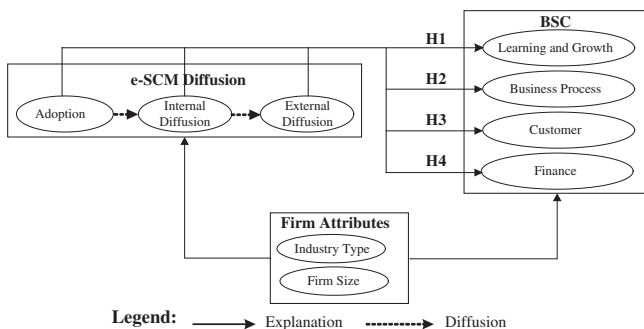 BSC
H1
Learning and Growth
e-SCM Diffusion
H2
Business Process
Adoption
Internal
Diffusion
External
Diffusion
H3
Customer
H4
Finance
Firm Attributes
Industry Type
Firm Size
Legend:
Explanation
Diffusion